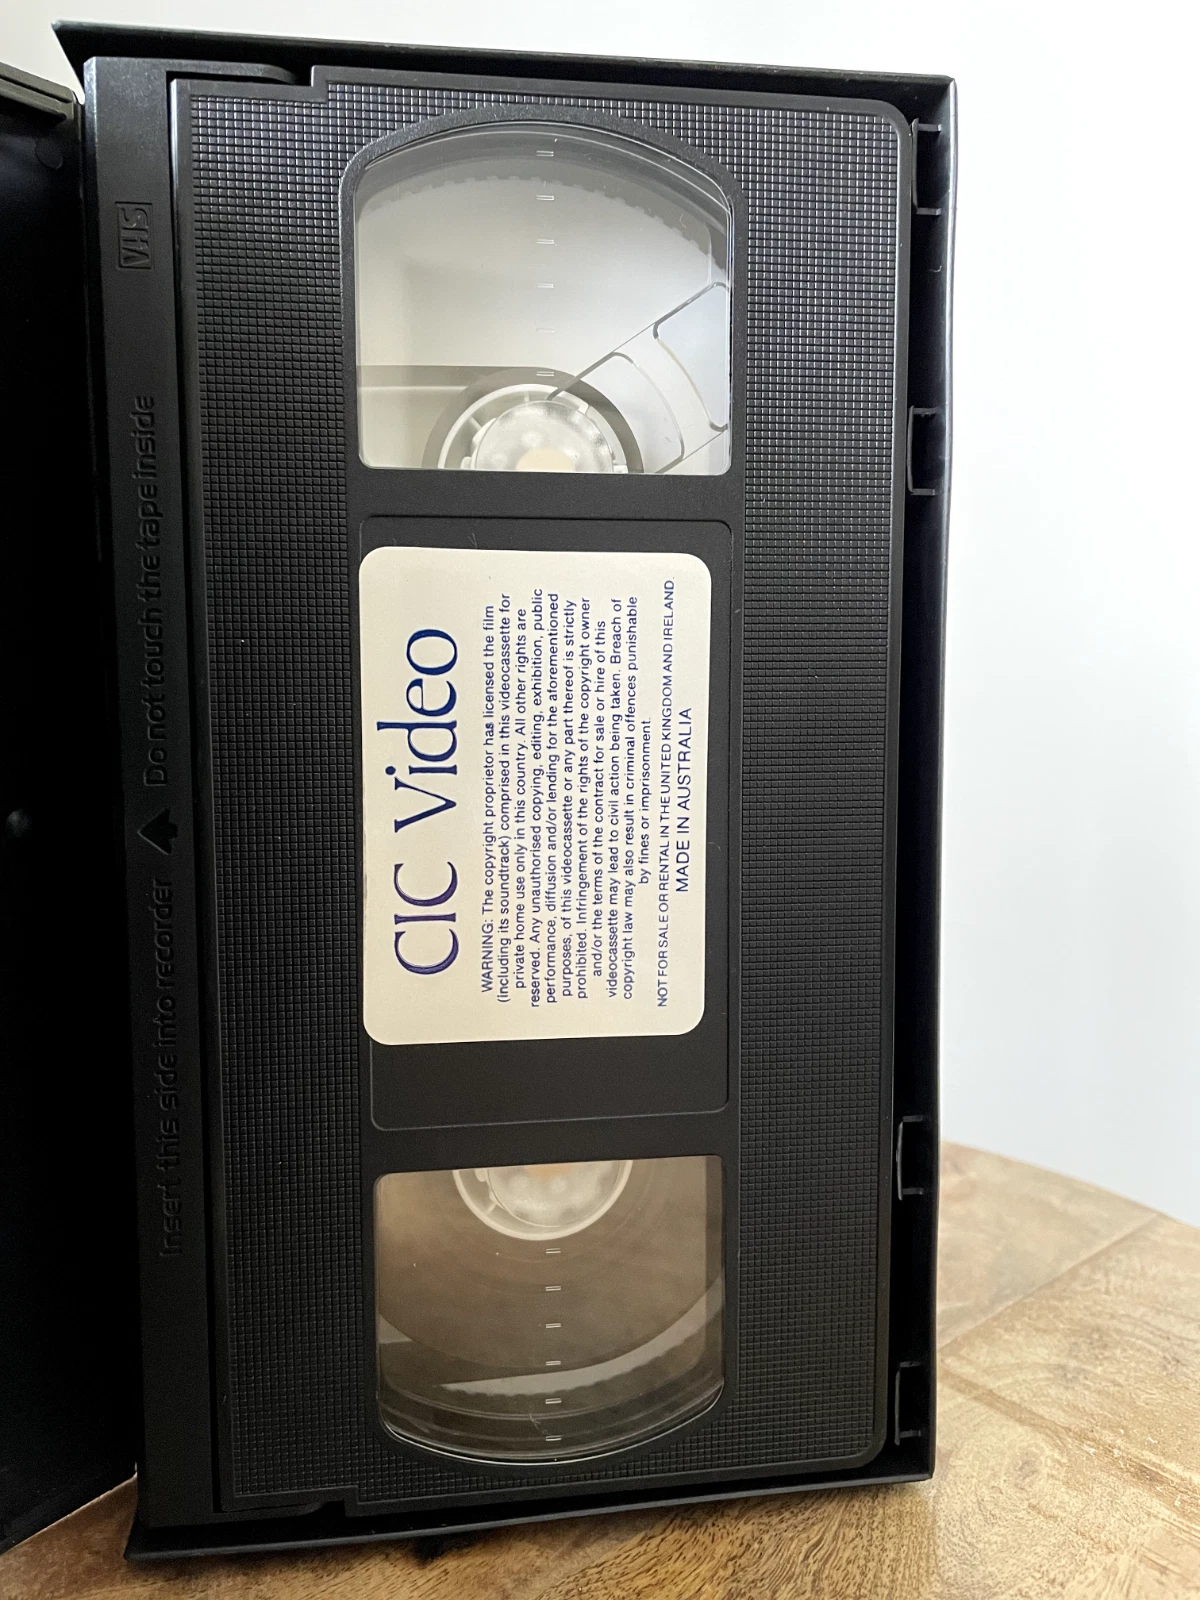 VHS
Insert this side into recorder ▲ Do not touch the tape inside
CIC Video
WARNING: The copyright proprietor has licensed the film
(including its soundtrack) comprised in this videocassette for
private home use only in this country. All other rights are
reserved. Any unauthorised copying, editing, exhibition, public
performance, diffusion and/or lending for the aforementioned
purposes, of this videocassette or any part thereof is strictly
prohibited. Infringement of the rights of the copyright owner
and/or the terms of the contract for sale or hire of this
videocassette may lead to civil action being taken. Breach of
copyright law may also result in criminal offences punishable
by fines or imprisonment.
NOT FOR SALE OR RENTAL IN THE UNITED KINGDOM AND IRELAND.
MADE IN AUSTRALIA